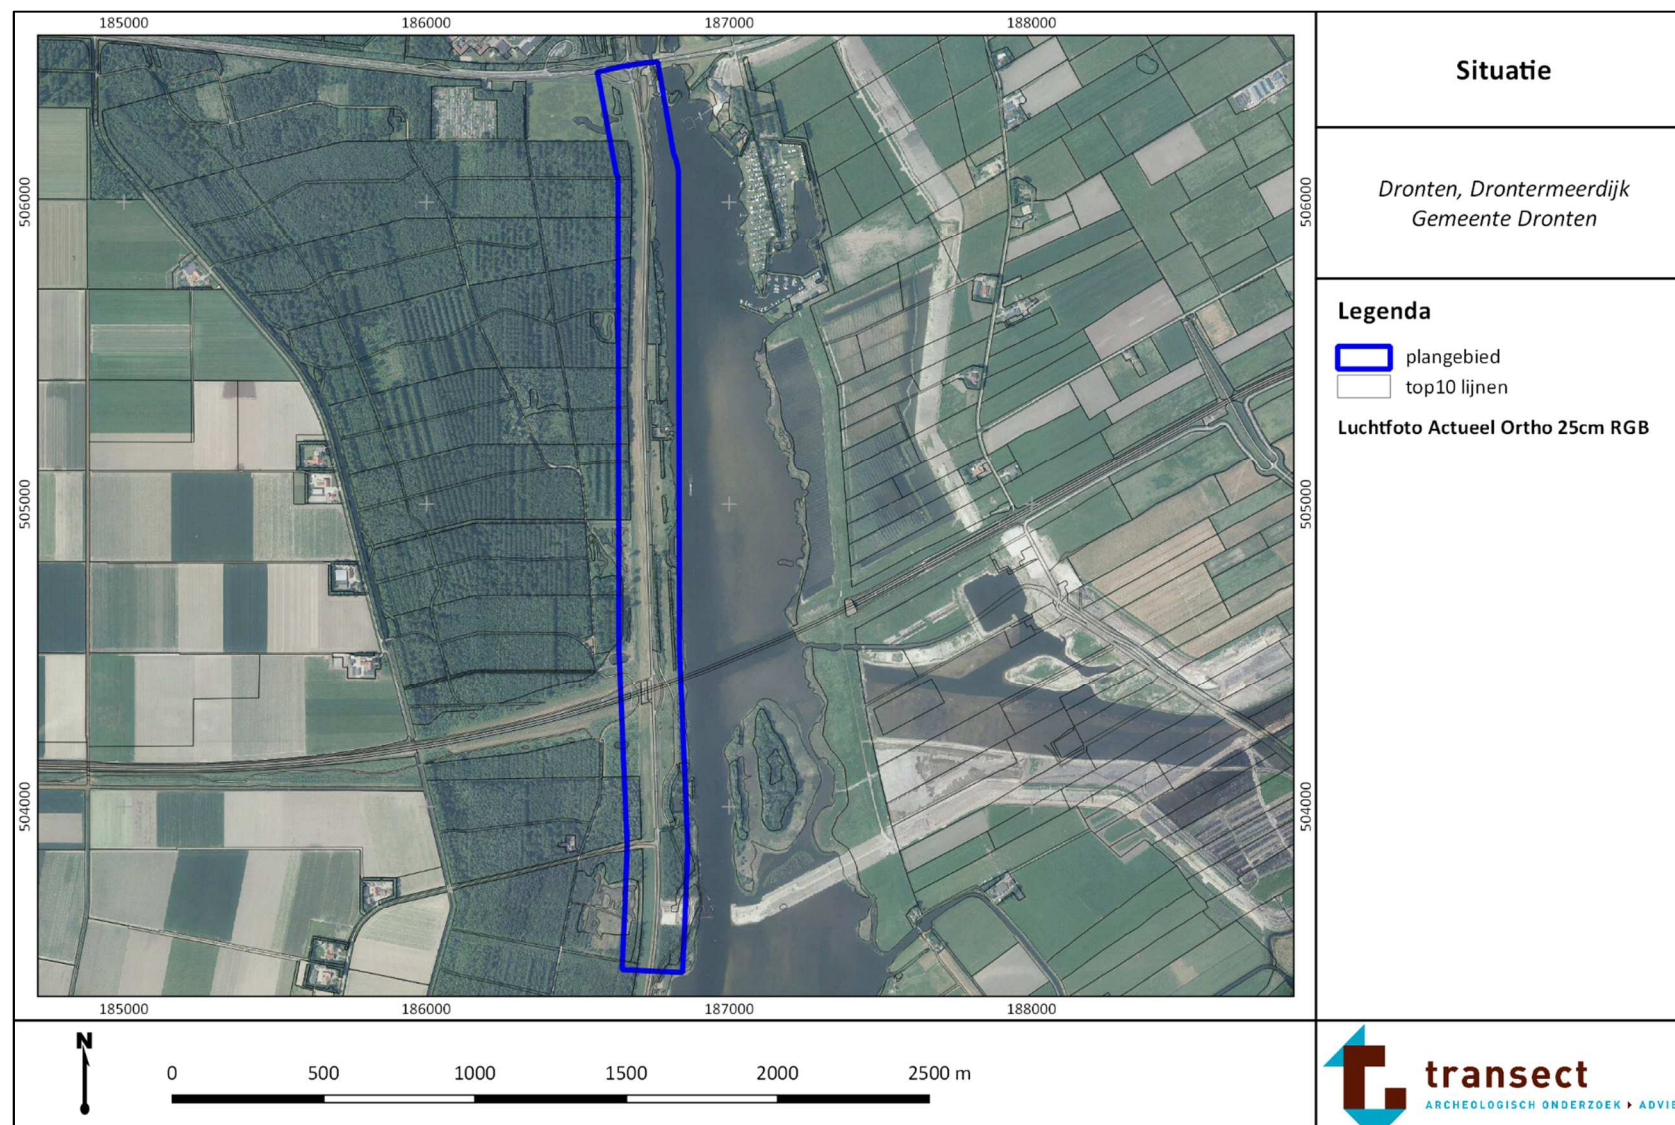 185000 186000 187000 188000
506000
505000
504000
506000
505000
504000
185000 186000 187000 188000
Situatie
Dronten, Drontermeerdijk
Gemeente Dronten
Legenda
plangebied
top10 lijnen
Luchtfoto Actueel Ortho 25cm RGB
N
0 500 1000 1500 2000 2500 m
transect
ARCHEOLOGISCH ONDERZOEK ADVIE